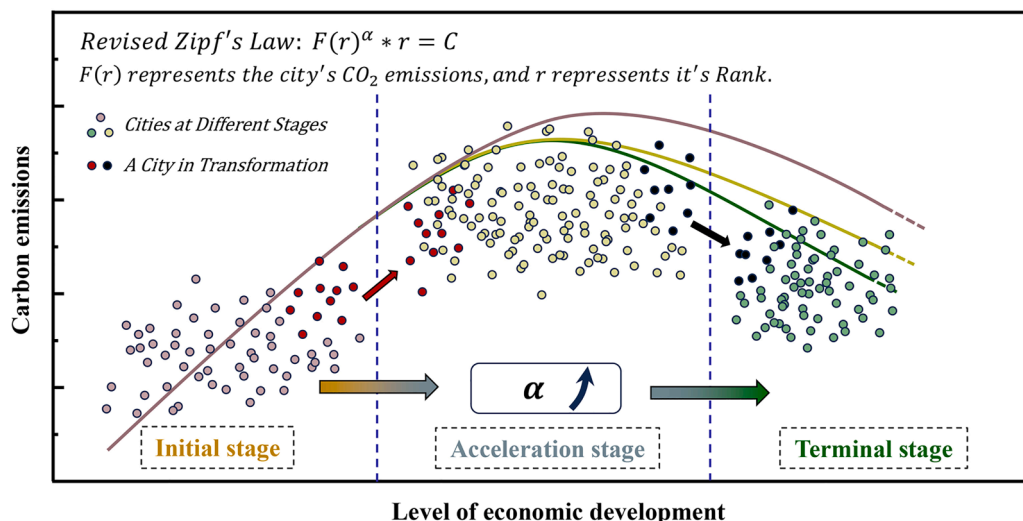 Revised Zipf's Law: F(r)^α * r = C
F(r) represents the city's CO₂ emissions, and r repressents it's Rank.
Cities at Different Stages
A City in Transformation
Carbon emissions
α
Initial stage
Acceleration stage
Terminal stage
Level of economic development